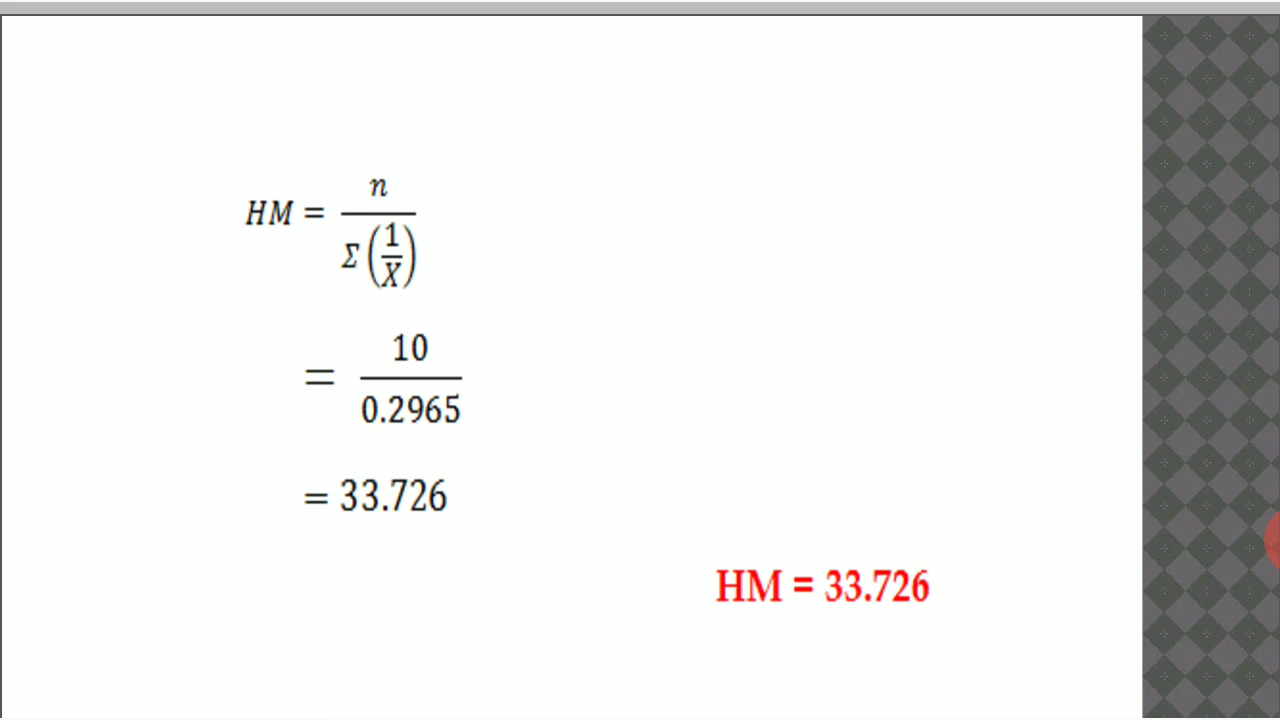 HM = n / Σ(1/X)
= 10 / 0.2965
= 33.726
HM = 33.726